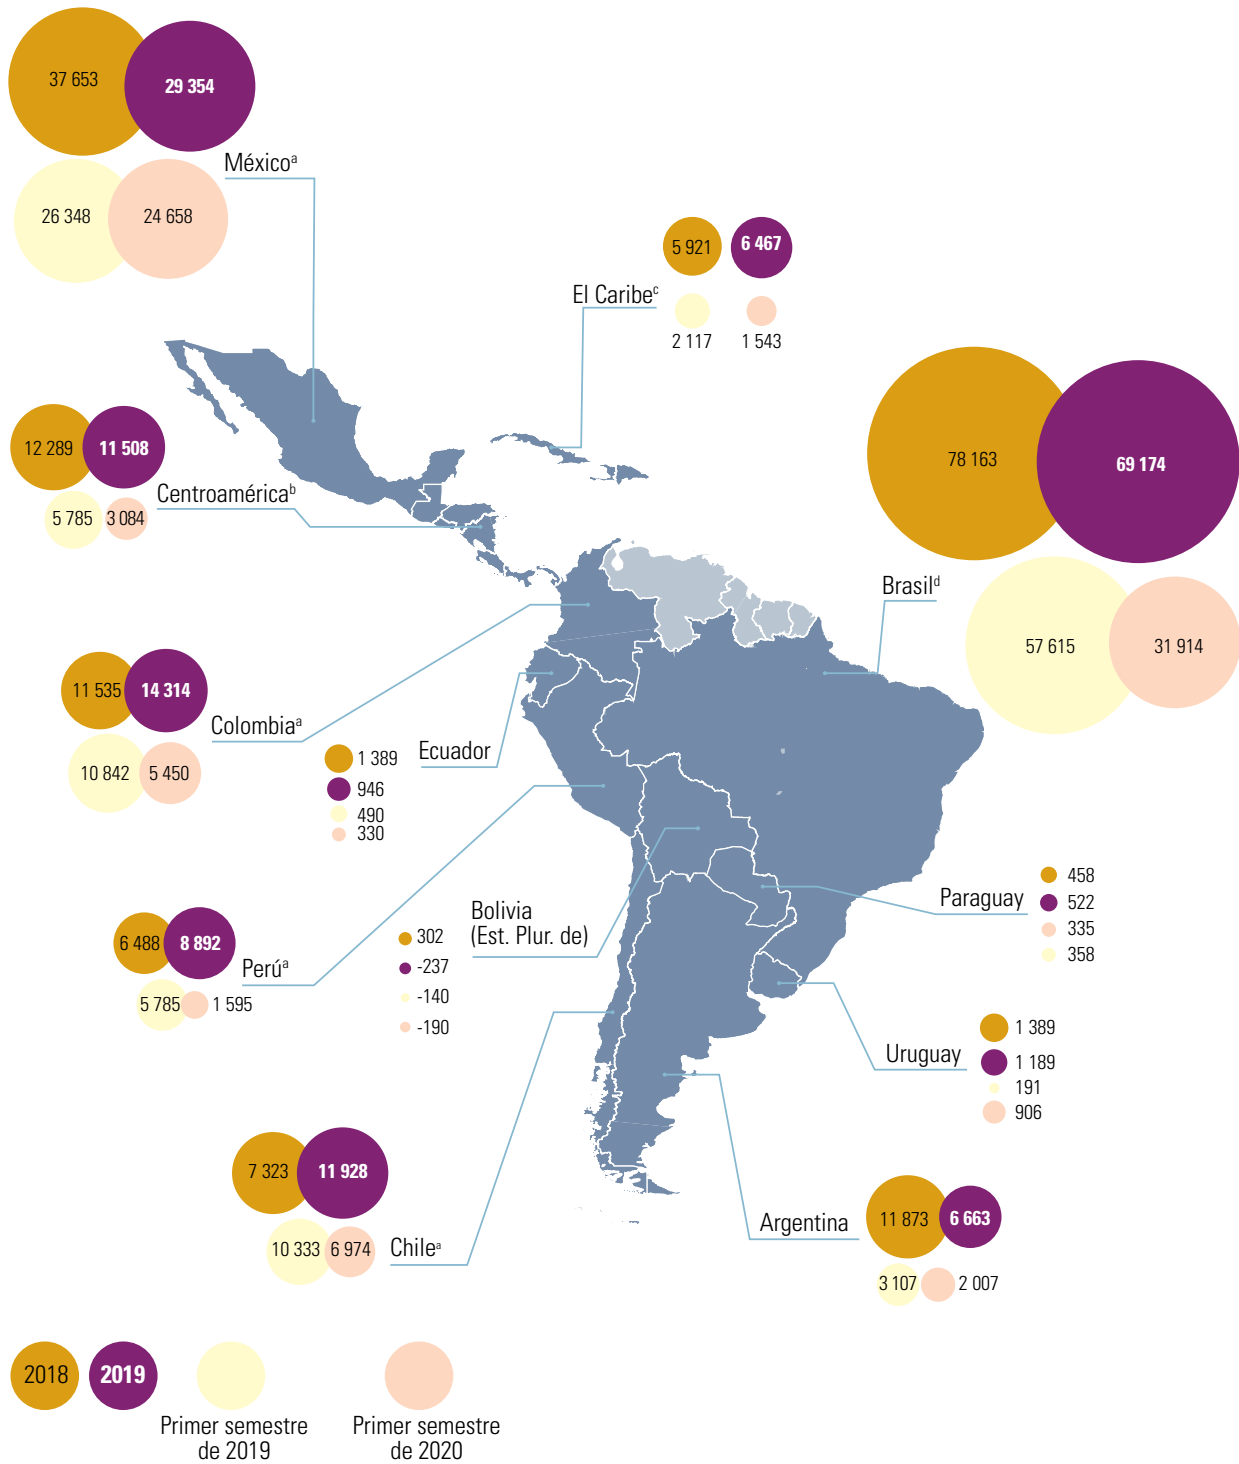 37 653
29 354
Méxicoᵃ
26 348
24 658
5 921
6 467
El Caribeᶜ
2 117
1 543
12 289
11 508
Centroaméricaᵇ
5 785
3 084
78 163
69 174
Brasilᵈ
57 615
31 914
11 535
14 314
Colombiaᵃ
10 842
5 450
Ecuador
1 389
946
490
330
6 488
8 892
Perúᵃ
5 785
1 595
Bolivia
(Est. Plur. de)
302
-237
-140
-190
Paraguay
458
522
335
358
Uruguay
1 389
1 189
191
906
7 323
11 928
Chileᵃ
10 333
6 974
Argentina
11 873
6 663
3 107
2 007
2018
2019
Primer semestre
de 2019
Primer semestre
de 2020